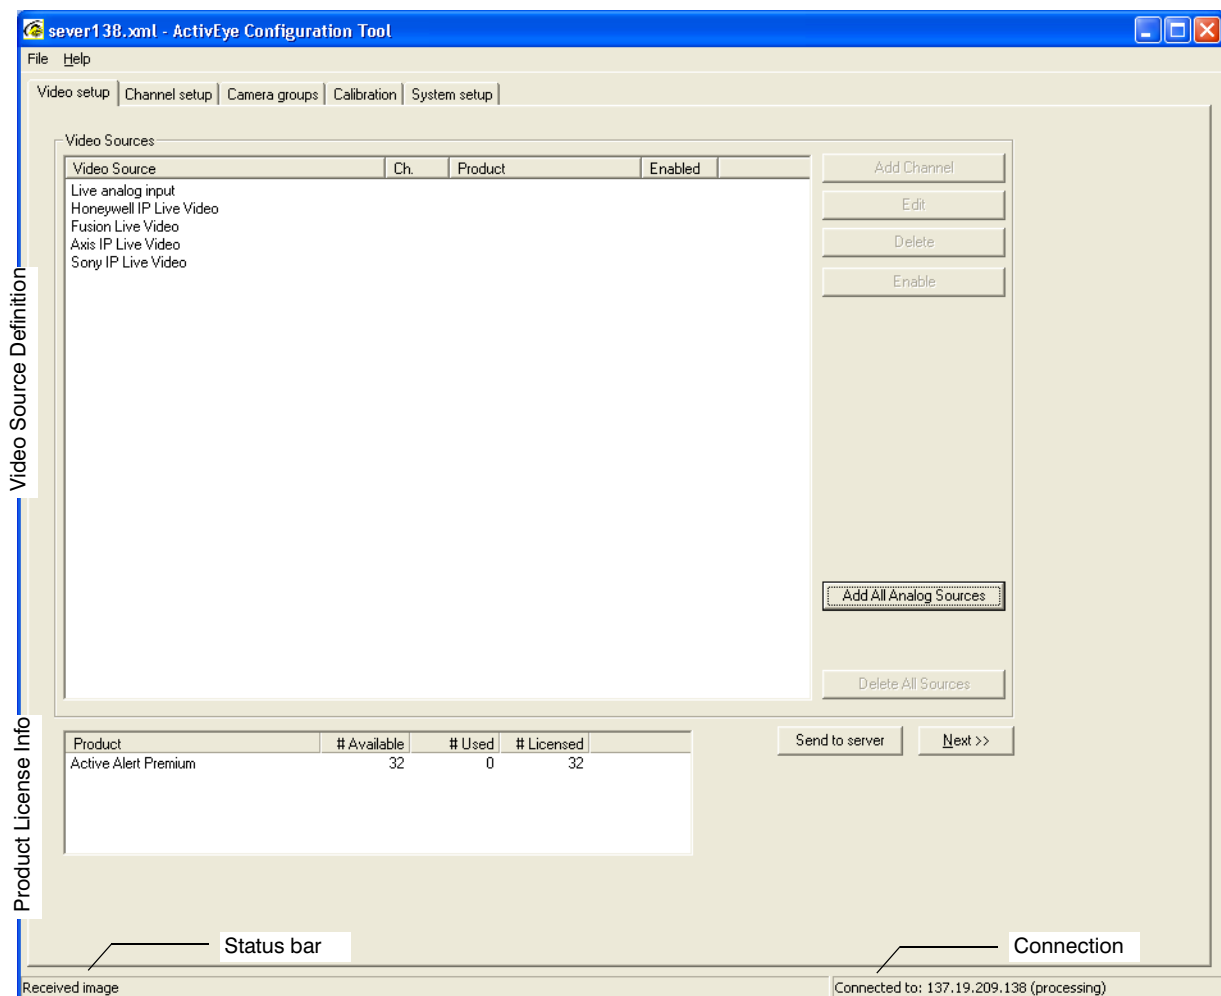 sever138.xml - ActivEye Configuration Tool
File Help
Video setup Channel setup Camera groups Calibration System setup
Video Sources
Video Source Ch. Product Enabled
Live analog input
Honeywell IP Live Video
Fusion Live Video
Axis IP Live Video
Sony IP Live Video
Add Channel
Edit
Delete
Enable
Add All Analog Sources
Delete All Sources
Video Source Definition
Product # Available # Used # Licensed
Active Alert Premium 32 0 32
Send to server Next >>
Product License Info
Status bar
Connection
Received image
Connected to: 137.19.209.138 (processing)